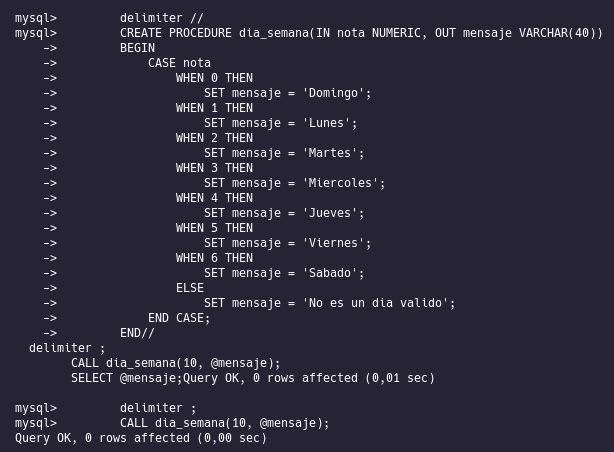 mysql>         delimiter //
mysql>         CREATE PROCEDURE dia_semana(IN nota NUMERIC, OUT mensaje VARCHAR(40))
    ->         BEGIN
    ->             CASE nota
    ->                 WHEN 0 THEN
    ->                     SET mensaje = 'Domingo';
    ->                 WHEN 1 THEN
    ->                     SET mensaje = 'Lunes';
    ->                 WHEN 2 THEN
    ->                     SET mensaje = 'Martes';
    ->                 WHEN 3 THEN
    ->                     SET mensaje = 'Miercoles';
    ->                 WHEN 4 THEN
    ->                     SET mensaje = 'Jueves';
    ->                 WHEN 5 THEN
    ->                     SET mensaje = 'Viernes';
    ->                 WHEN 6 THEN
    ->                     SET mensaje = 'Sabado';
    ->                 ELSE
    ->                     SET mensaje = 'No es un dia valido';
    ->             END CASE;
    ->         END//
  delimiter ;
        CALL dia_semana(10, @mensaje);
        SELECT @mensaje;Query OK, 0 rows affected (0,01 sec)

mysql>         delimiter ;
mysql>         CALL dia_semana(10, @mensaje);
Query OK, 0 rows affected (0,00 sec)